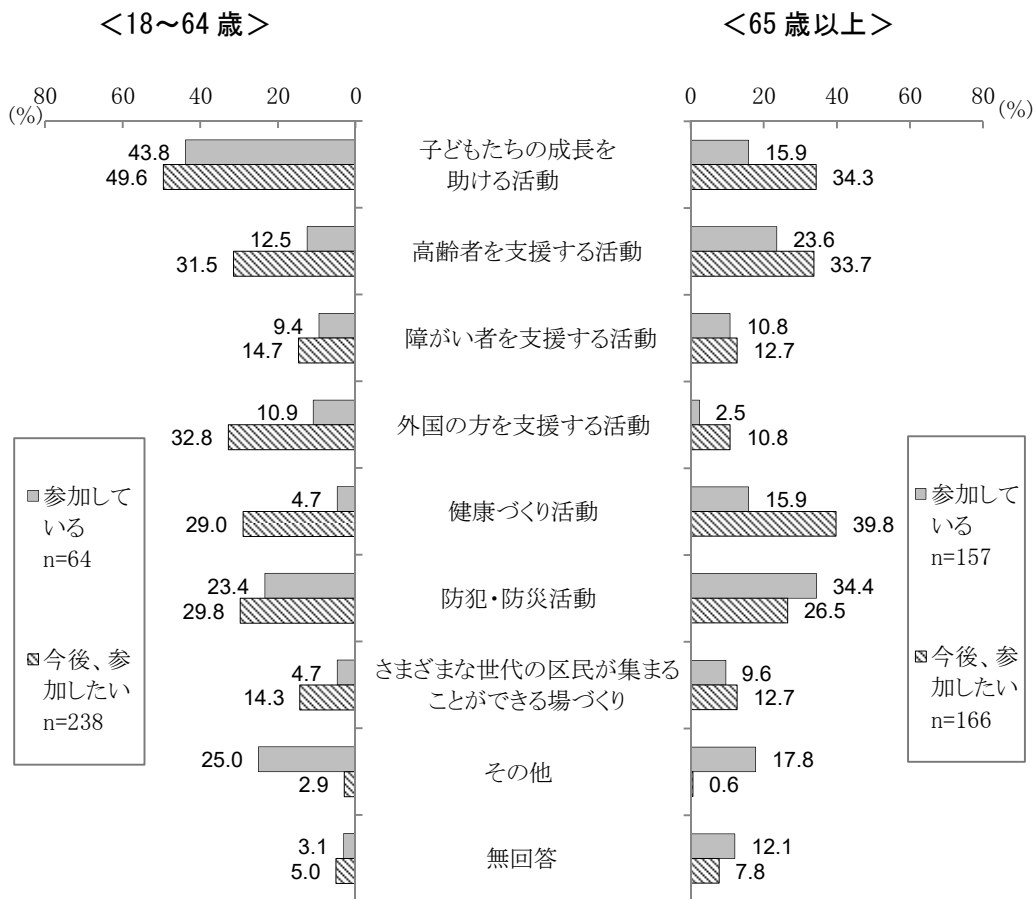 ＜18～64 歳＞
＜65 歳以上＞
(%)
80
60
40
20
0
0
20
40
60
80
(%)
43.8
49.6
子どもたちの成長を
助ける活動
15.9
34.3
12.5
31.5
高齢者を支援する活動
23.6
33.7
9.4
14.7
障がい者を支援する活動
10.8
12.7
10.9
32.8
外国の方を支援する活動
2.5
10.8
4.7
29.0
健康づくり活動
15.9
39.8
23.4
29.8
防犯・防災活動
34.4
26.5
4.7
14.3
さまざまな世代の区民が集まる
ことができる場づくり
9.6
12.7
25.0
2.9
その他
17.8
0.6
3.1
5.0
無回答
12.1
7.8
参加して
いる
n=64
今後、参
加したい
n=238
参加して
いる
n=157
今後、参
加したい
n=166